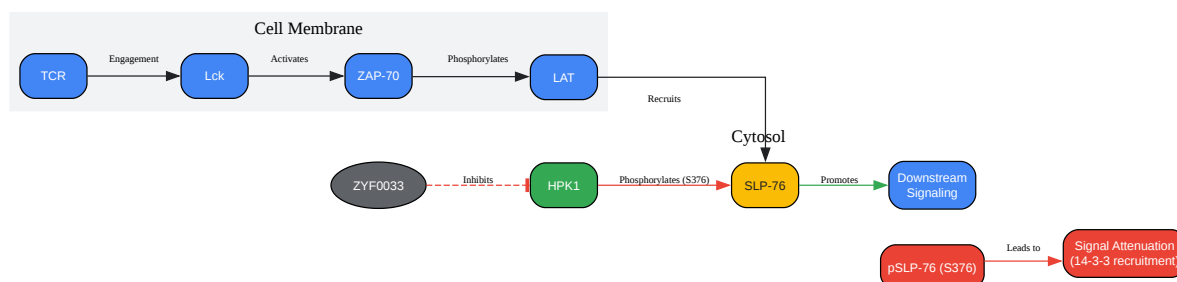 Cell Membrane
TCR
Engagement
Lck
Activates
ZAP-70
Phosphorylates
LAT
Recruits
Cytosol
ZYF0033
Inhibits
HPK1
Phosphorylates (S376)
SLP-76
Promotes
Downstream
Signaling
pSLP-76 (S376)
Leads to
Signal Attenuation
(14-3-3 recruitment)